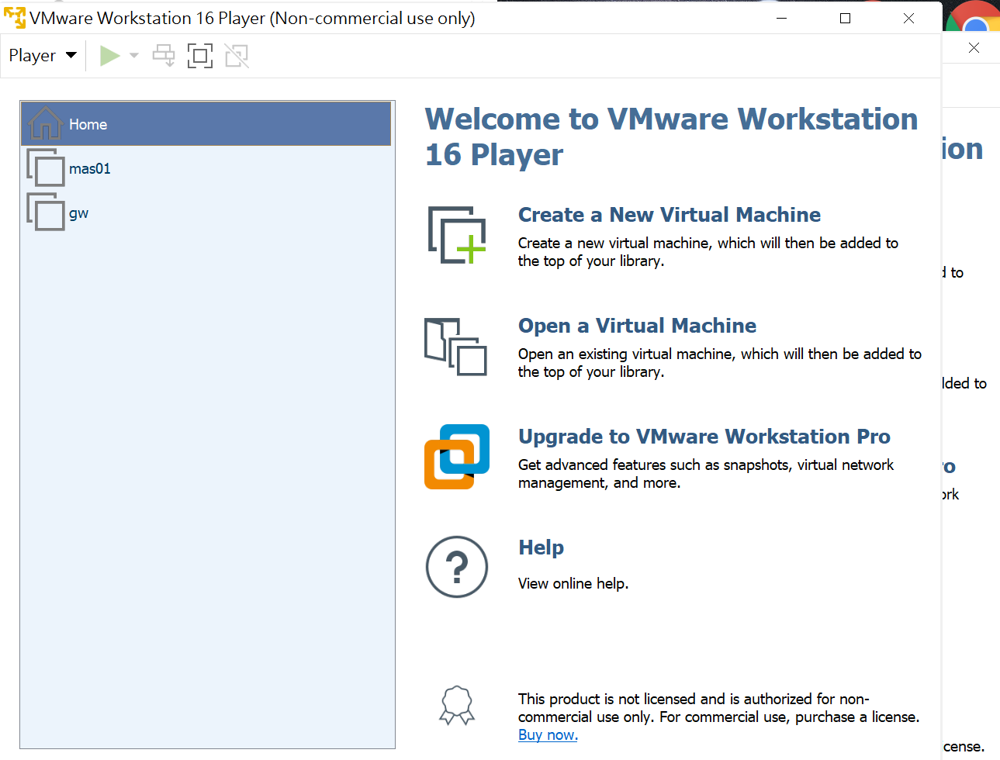 VMware Workstation 16 Player (Non-commercial use only)
Player
Home
mas01
gw
Welcome to VMware Workstation
16 Player
Create a New Virtual Machine
Create a new virtual machine, which will then be added to
the top of your library.
Open a Virtual Machine
Open an existing virtual machine, which will then be added to
the top of your library.
Upgrade to VMware Workstation Pro
Get advanced features such as snapshots, virtual network
management, and more.
Help
View online help.
This product is not licensed and is authorized for non-
commercial use only. For commercial use, purchase a license.
Buy now.
ion
to
dded to
ro
ork
cense.